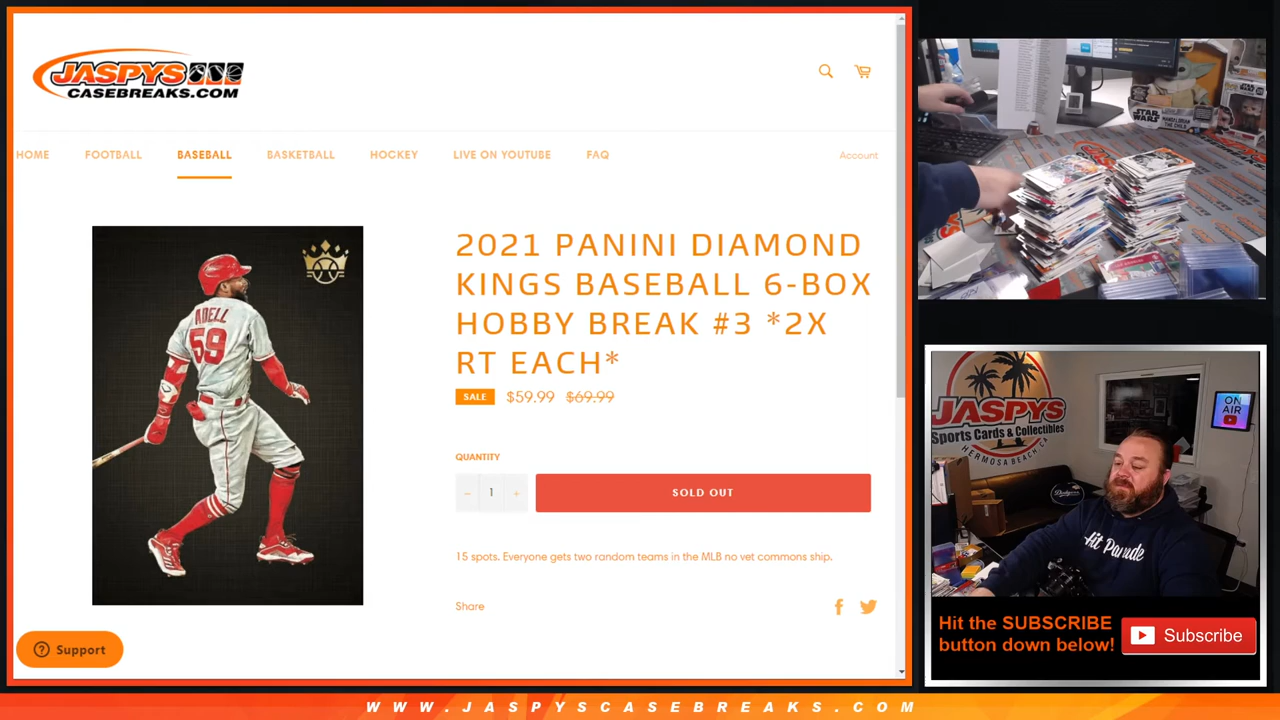 JASPYS
CASEBREAKS.COM
HOME FOOTBALL BASEBALL BASKETBALL HOCKEY LIVE ON YOUTUBE FAQ Account
ADELL
59
2021 PANINI DIAMOND
KINGS BASEBALL 6-BOX
HOBBY BREAK #3 *2X
RT EACH*
SALE $59.99 $69.99
QUANTITY
− 1 + SOLD OUT
15 spots. Everyone gets two random teams in the MLB no vet commons ship.
Share
Support
STAR WARS
JASPYS
Sports Cards & Collectibles
HERMOSA BEACH, CA
ON AIR
Dodgers
Hit Parade
Hit the SUBSCRIBE
button down below!
Subscribe
WWW.JASPYSCASEBREAKS.COM